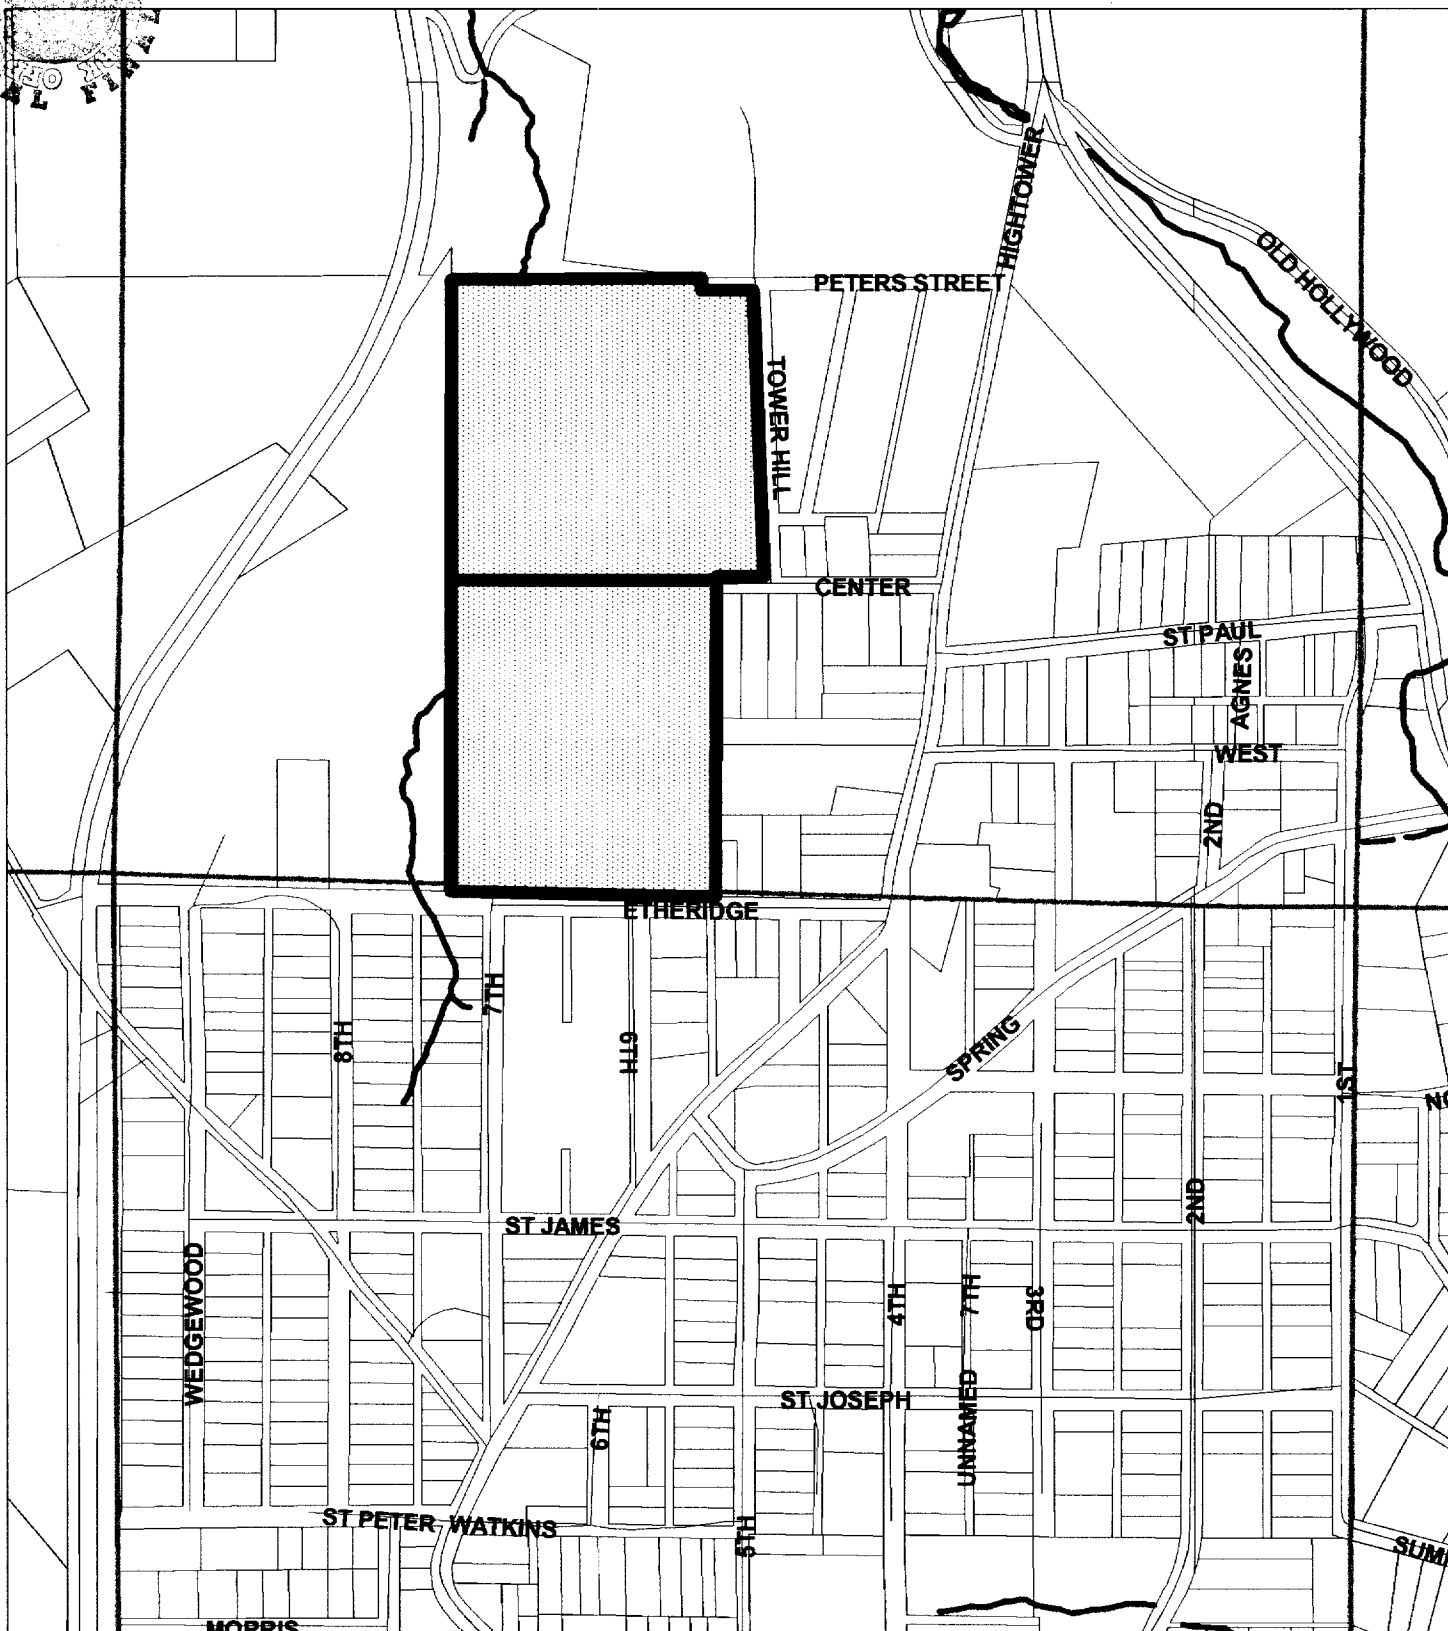 HIGHTOWER
OLD HOLLYWOOD
PETERS STREET
TOWER HILL
CENTER
ST PAUL
AGNES
WEST
2ND
ETHERIDGE
7TH
8TH
6TH
SPRING
1ST
2ND
ST JAMES
WEDGEWOOD
4TH
7TH
3RD
ST JOSEPH
UNNAMED
6TH
ST PETER WATKINS
5TH
MORRIS